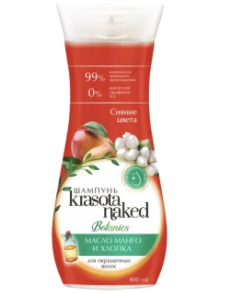 99%
0%
Сияние
цвета
ШАМПУНЬ
krasota
naked
Botanics
МАСЛО МАНГО
И ХЛОПКА
для окрашенных
волос
400 ml